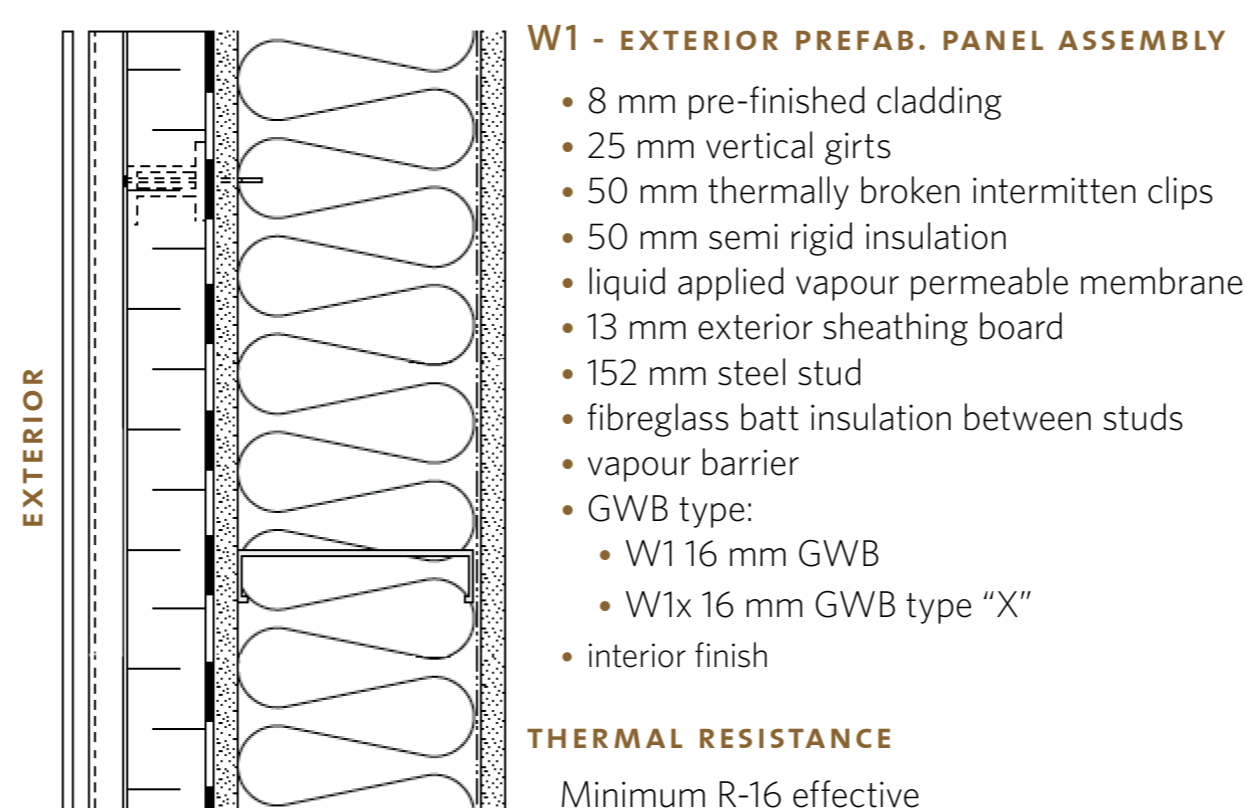 W1 - EXTERIOR PREFAB. PANEL ASSEMBLY
• 8 mm pre-finished cladding
• 25 mm vertical girts
• 50 mm thermally broken intermitten clips
• 50 mm semi rigid insulation
• liquid applied vapour permeable membrane
• 13 mm exterior sheathing board
• 152 mm steel stud
• fibreglass batt insulation between studs
• vapour barrier
• GWB type:
• W1 16 mm GWB
• W1x 16 mm GWB type “X”
• interior finish
THERMAL RESISTANCE
Minimum R-16 effective
EXTERIOR